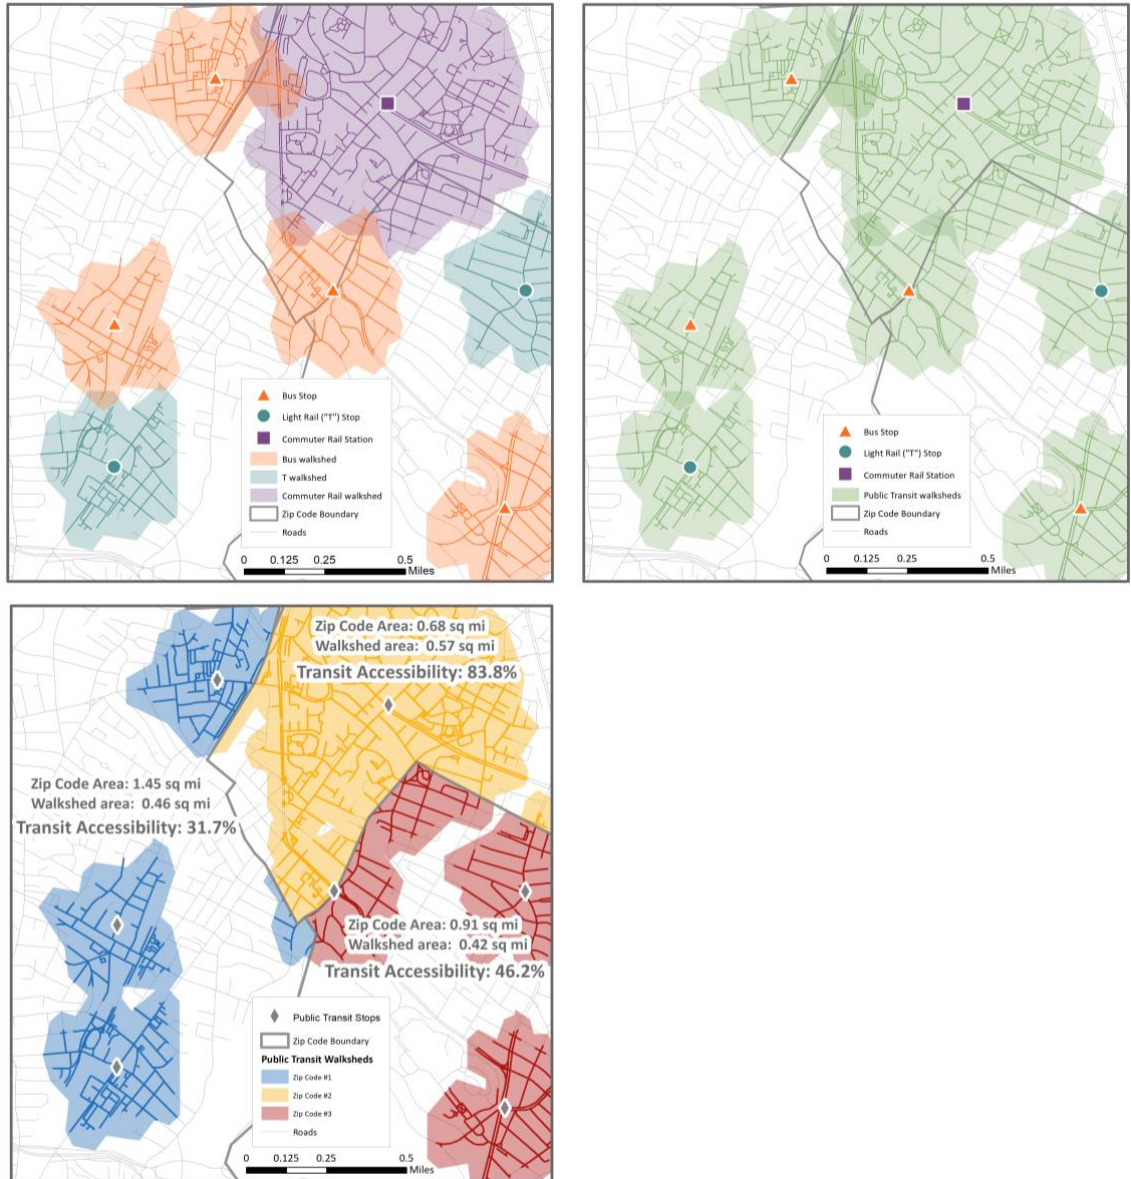 Bus Stop
Light Rail ("T") Stop
Commuter Rail Station
Bus walkshed
T walkshed
Commuter Rail walkshed
Zip Code Boundary
Roads
0 0.125 0.25 0.5
Miles
Bus Stop
Light Rail ("T") Stop
Commuter Rail Station
Public Transit walksheds
Zip Code Boundary
Roads
0 0.125 0.25 0.5
Miles
Zip Code Area: 0.68 sq mi
Walkshed area: 0.57 sq mi
Transit Accessibility: 83.8%
Zip Code Area: 1.45 sq mi
Walkshed area: 0.46 sq mi
Transit Accessibility: 31.7%
Zip Code Area: 0.91 sq mi
Walkshed area: 0.42 sq mi
Transit Accessibility: 46.2%
Public Transit Stops
Zip Code Boundary
Public Transit Walksheds
Zip Code #1
Zip Code #2
Zip Code #3
Roads
0 0.125 0.25 0.5
Miles